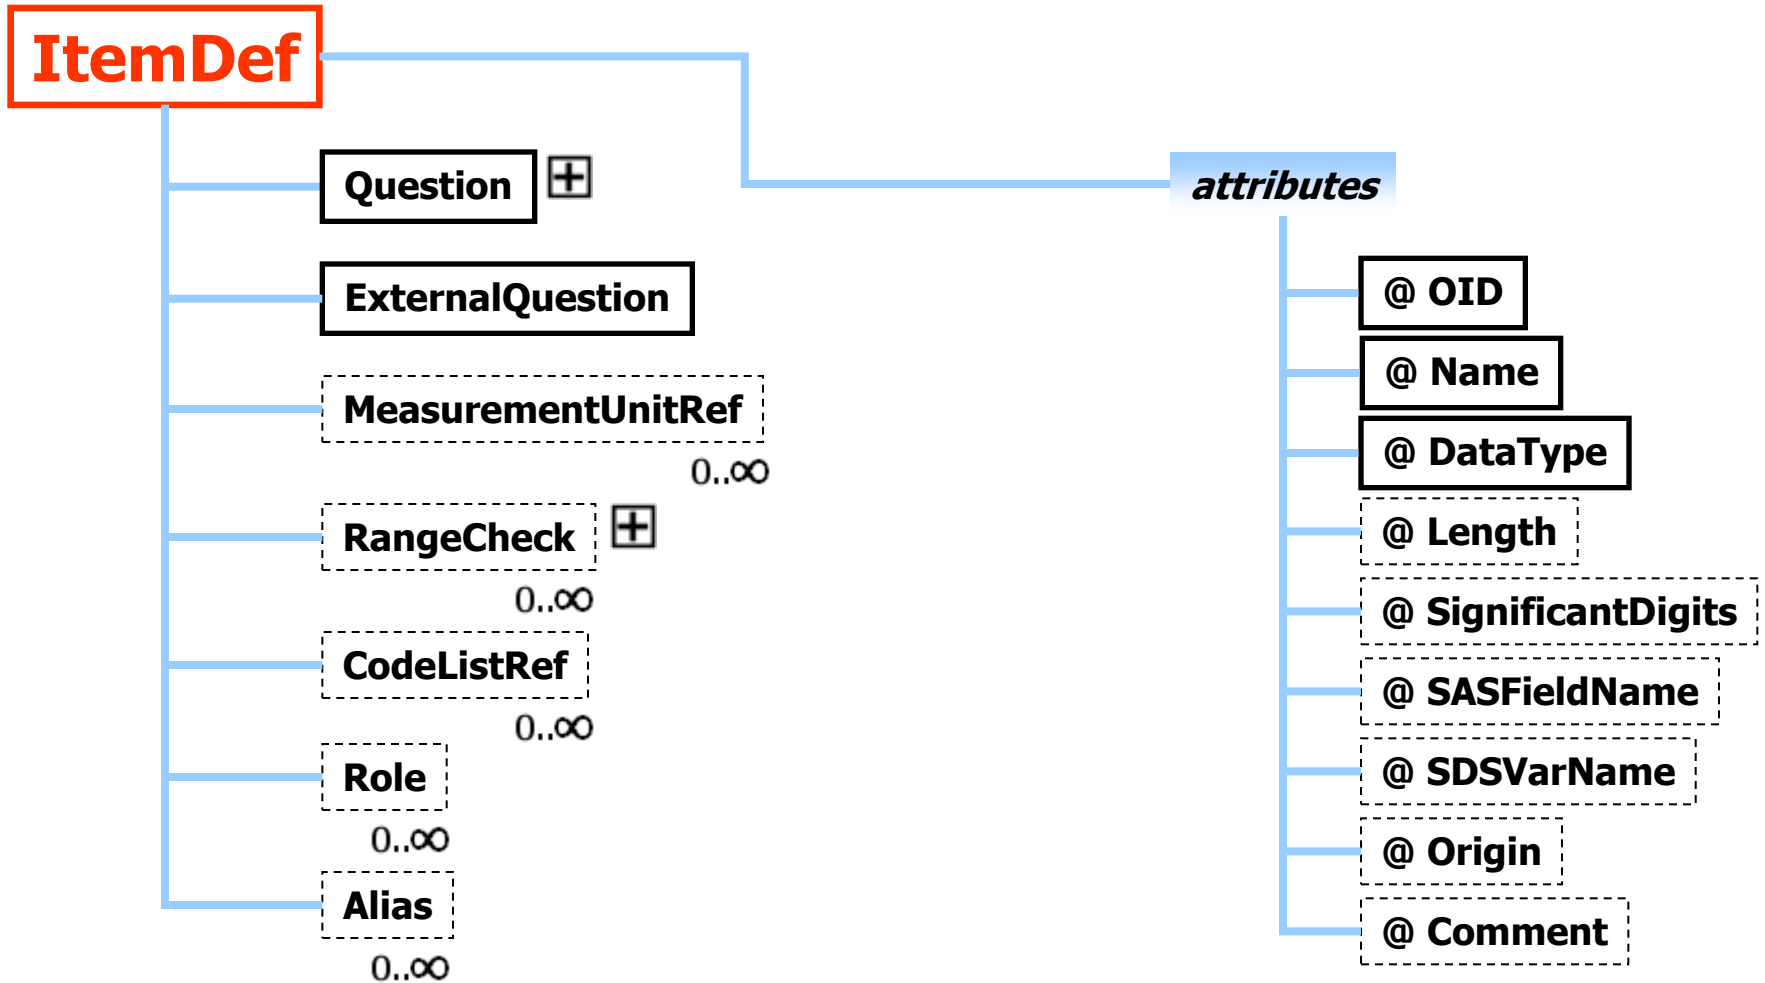 ItemDef
Question
ExternalQuestion
MeasurementUnitRef
0..∞
RangeCheck
0..∞
CodeListRef
0..∞
Role
0..∞
Alias
0..∞
attributes
@ OID
@ Name
@ DataType
@ Length
@ SignificantDigits
@ SASFieldName
@ SDSVarName
@ Origin
@ Comment